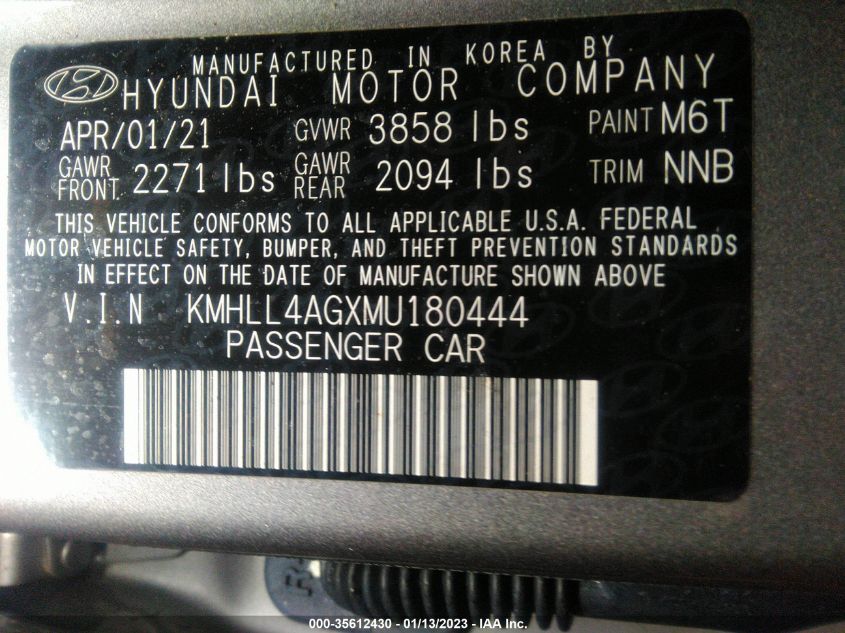 MANUFACTURED IN KOREA BY
HYUNDAI MOTOR COMPANY
APR/01/21 GVWR 3858 lbs PAINT M6T
GAWR FRONT 2271 lbs GAWR REAR 2094 lbs TRIM NNB
THIS VEHICLE CONFORMS TO ALL APPLICABLE U.S.A. FEDERAL
MOTOR VEHICLE SAFETY, BUMPER, AND THEFT PREVENTION STANDARDS
IN EFFECT ON THE DATE OF MANUFACTURE SHOWN ABOVE
V.I.N KMHLL4AGXMU180444
PASSENGER CAR
000-35612430 - 01/13/2023 - IAA Inc.